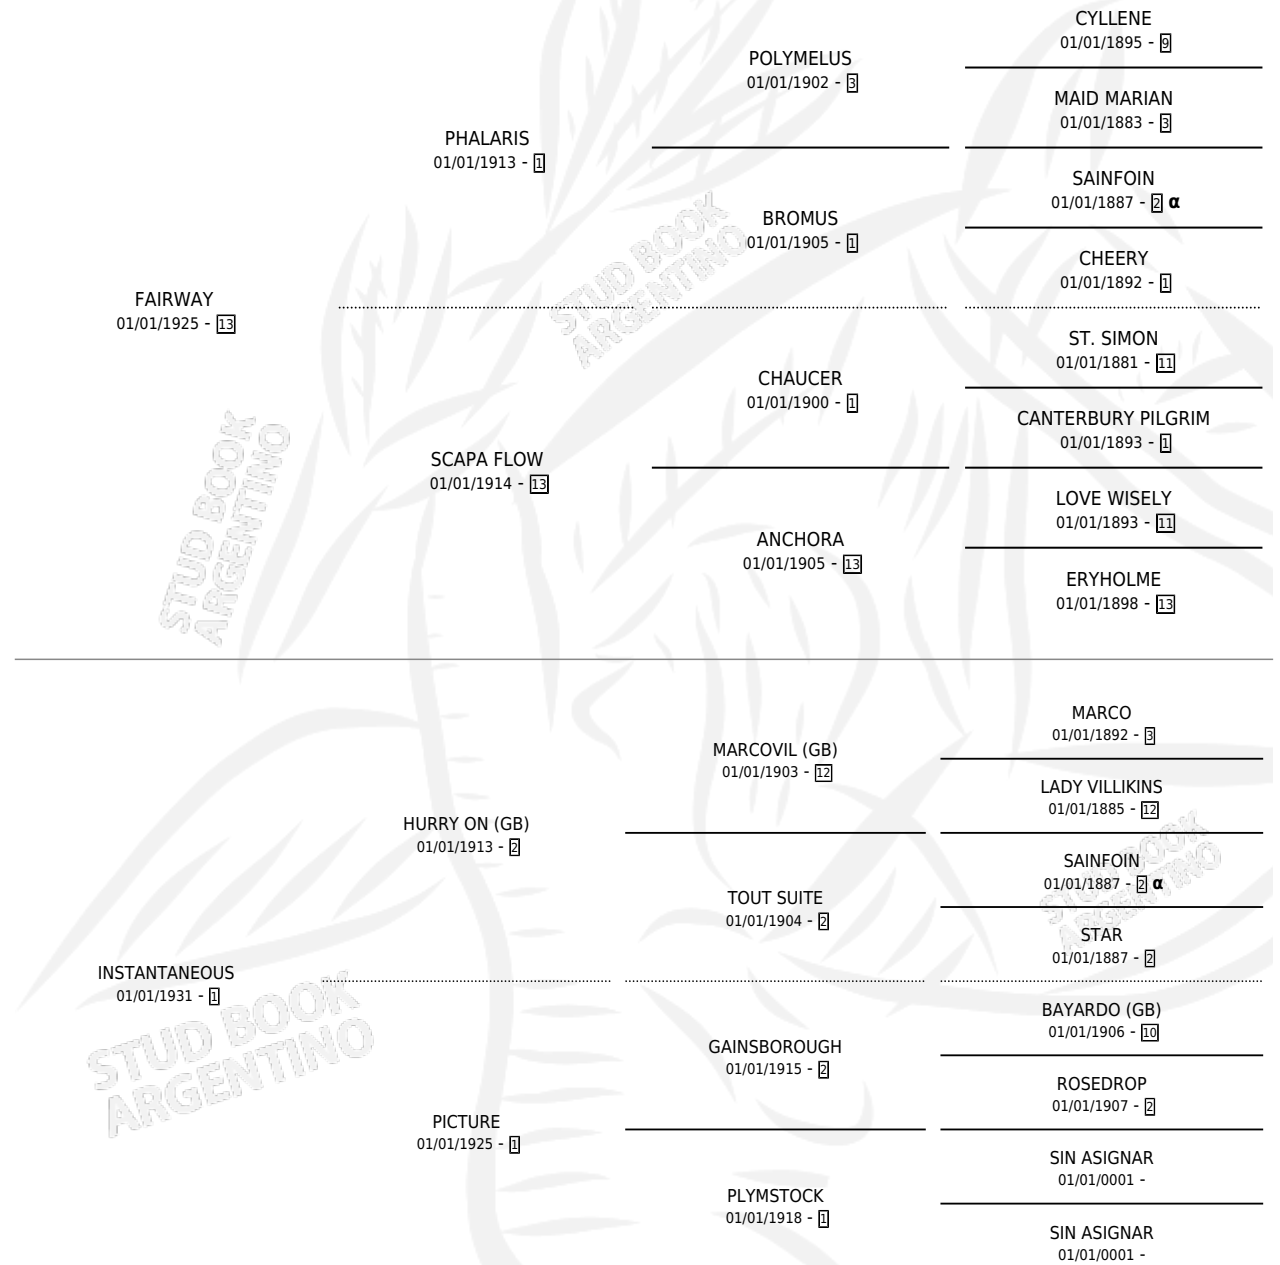 CYLLENE
01/01/1895 - 9
POLYMELUS
01/01/1902 - 3
MAID MARIAN
01/01/1883 - 3
PHALARIS
01/01/1913 - 1
SAINFOIN
01/01/1887 - 2 α
BROMUS
01/01/1905 - 1
CHEERY
01/01/1892 - 1
FAIRWAY
01/01/1925 - 13
ST. SIMON
01/01/1881 - 11
CHAUCER
01/01/1900 - 1
CANTERBURY PILGRIM
01/01/1893 - 1
SCAPA FLOW
01/01/1914 - 13
LOVE WISELY
01/01/1893 - 11
ANCHORA
01/01/1905 - 13
ERYHOLME
01/01/1898 - 13
MARCO
01/01/1892 - 3
MARCOVIL (GB)
01/01/1903 - 12
LADY VILLIKINS
01/01/1885 - 12
HURRY ON (GB)
01/01/1913 - 2
SAINFOIN
01/01/1887 - 2 α
TOUT SUITE
01/01/1904 - 2
STAR
01/01/1887 - 2
INSTANTANEOUS
01/01/1931 - 1
BAYARDO (GB)
01/01/1906 - 10
GAINSBOROUGH
01/01/1915 - 2
ROSEDROP
01/01/1907 - 2
PICTURE
01/01/1925 - 1
SIN ASIGNAR
01/01/0001 -
PLYMSTOCK
01/01/1918 - 1
SIN ASIGNAR
01/01/0001 -
STUD BOOK
ARGENTINO
STUD BOOK
ARGENTINO
STUD BOOK
ARGENTINO
STUD BOOK
ARGENTINO